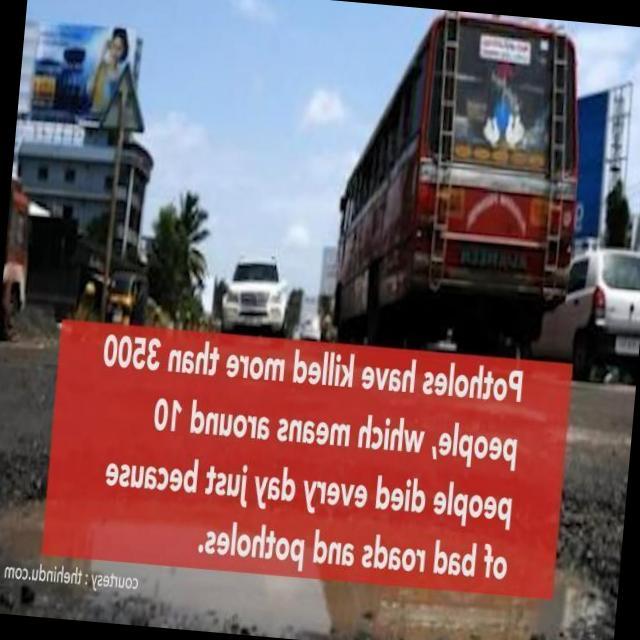 Potholes have killed more than 3500
people, which means around 10
people died every day just because
of bad roads and potholes.
courtesy : thehindu.com